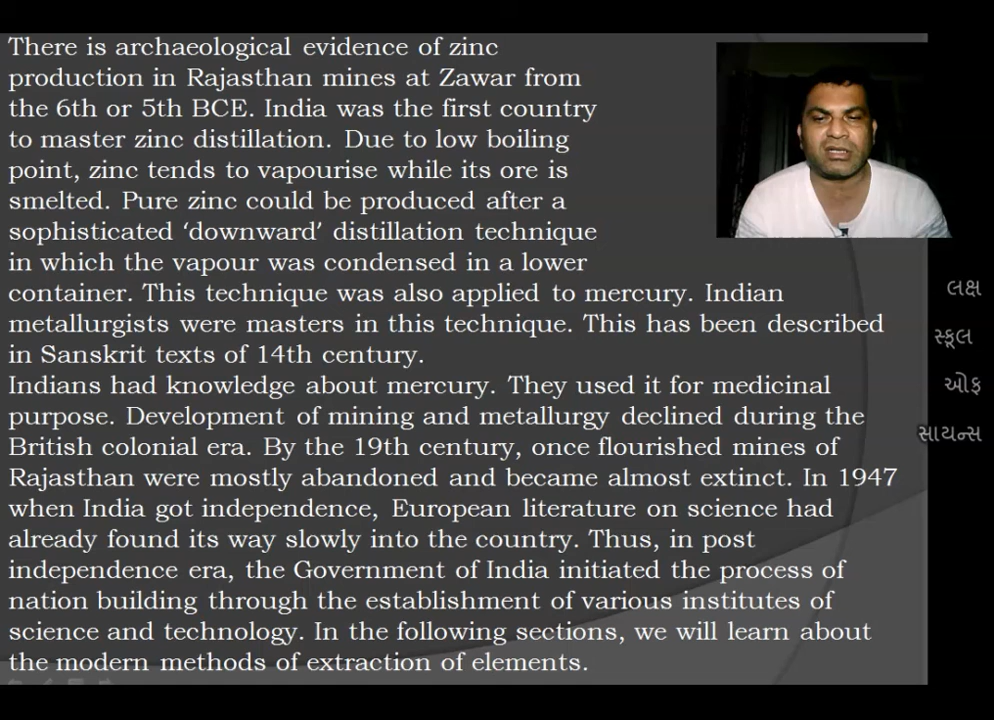 There is archaeological evidence of zinc
production in Rajasthan mines at Zawar from
the 6th or 5th BCE. India was the first country
to master zinc distillation. Due to low boiling
point, zinc tends to vapourise while its ore is
smelted. Pure zinc could be produced after a
sophisticated ‘downward’ distillation technique
in which the vapour was condensed in a lower
container. This technique was also applied to mercury. Indian
metallurgists were masters in this technique. This has been described
in Sanskrit texts of 14th century.
Indians had knowledge about mercury. They used it for medicinal
purpose. Development of mining and metallurgy declined during the
British colonial era. By the 19th century, once flourished mines of
Rajasthan were mostly abandoned and became almost extinct. In 1947
when India got independence, European literature on science had
already found its way slowly into the country. Thus, in post
independence era, the Government of India initiated the process of
nation building through the establishment of various institutes of
science and technology. In the following sections, we will learn about
the modern methods of extraction of elements.
લક્ષ
સ્કૂલ
ઓફ
સાયન્સ